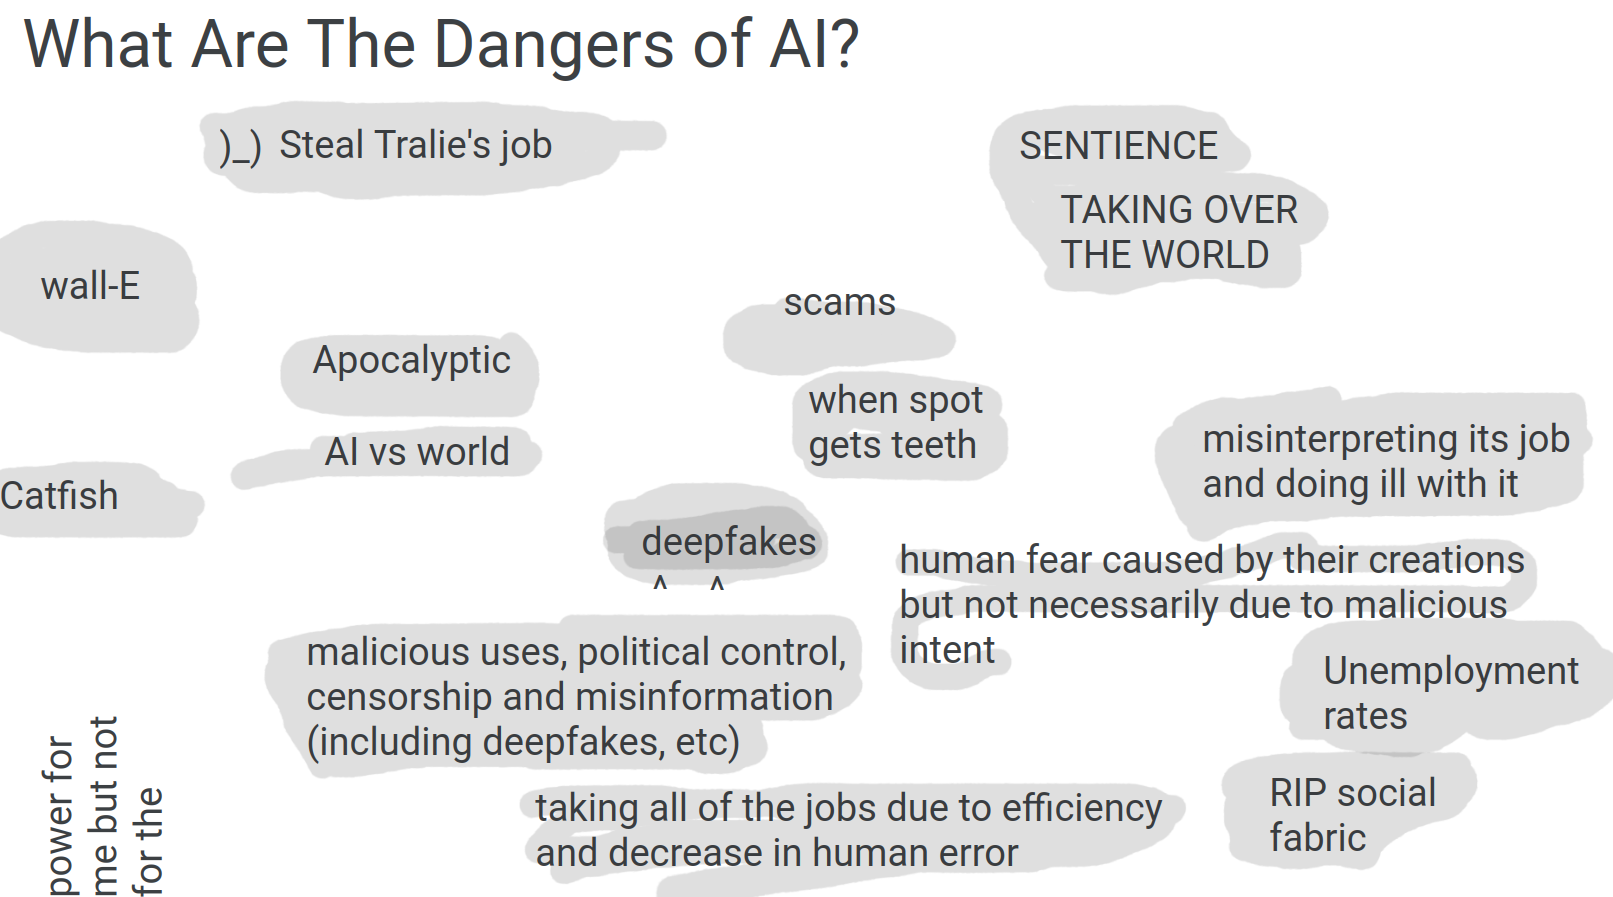 What Are The Dangers of AI?
)_) Steal Tralie's job
SENTIENCE
TAKING OVER
THE WORLD
wall-E
scams
Apocalyptic
when spot
gets teeth
AI vs world
misinterpreting its job
and doing ill with it
Catfish
deepfakes
^ ^
human fear caused by their creations
but not necessarily due to malicious
intent
malicious uses, political control,
censorship and misinformation
(including deepfakes, etc)
Unemployment
rates
power for
me but not
for the
taking all of the jobs due to efficiency
and decrease in human error
RIP social
fabric